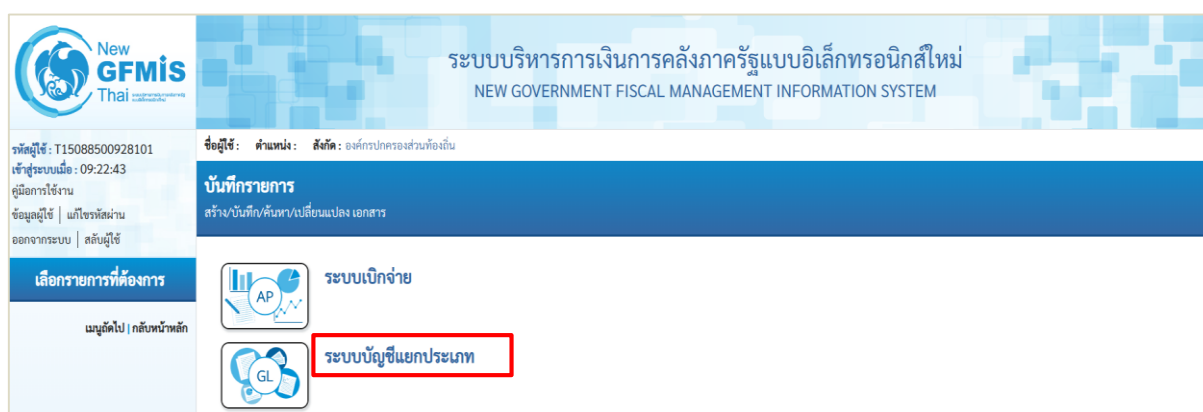 New
GFMiS
Thai
ระบบบริหารการเงินการคลังภาครัฐแบบอิเล็กทรอนิกส์ใหม่
NEW GOVERNMENT FISCAL MANAGEMENT INFORMATION SYSTEM
รหัสผู้ใช้ : T15088500928101
เข้าสู่ระบบเมื่อ : 09:22:43
คู่มือการใช้งาน
ข้อมูลผู้ใช้ | แก้ไขรหัสผ่าน
ออกจากระบบ | สลับผู้ใช้
เลือกรายการที่ต้องการ
เมนูถัดไป | กลับหน้าหลัก
ชื่อผู้ใช้ : ตำแหน่ง : สังกัด : องค์กรปกครองส่วนท้องถิ่น
บันทึกรายการ
สร้าง/บันทึก/ค้นหา/เปลี่ยนแปลง เอกสาร
AP
ระบบเบิกจ่าย
GL
ระบบบัญชีแยกประเภท